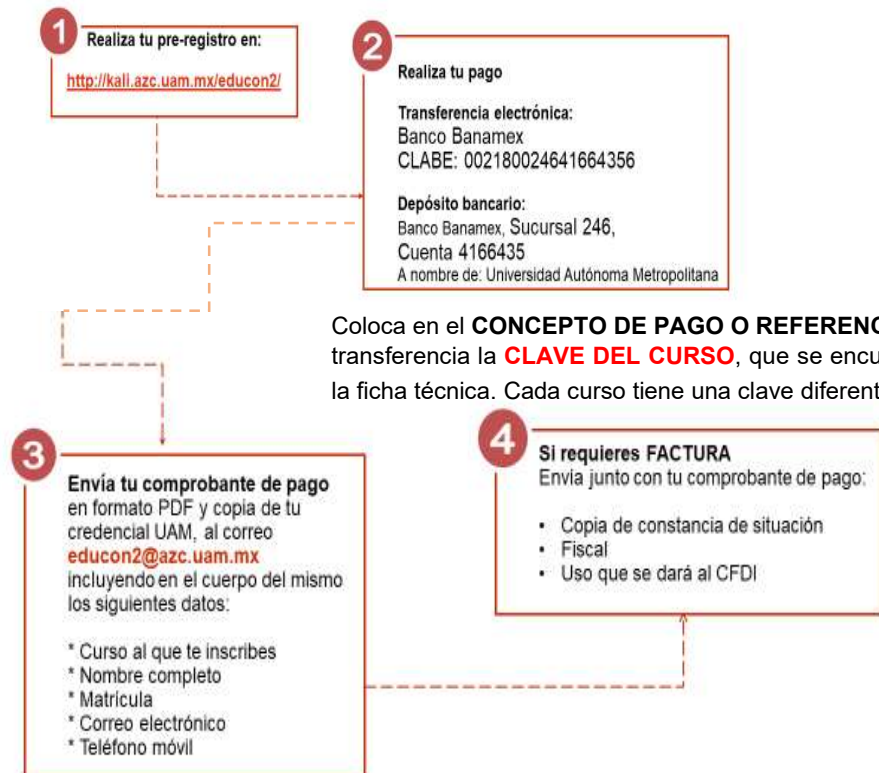 1
Realiza tu pre-registro en:
http://kali.azc.uam.mx/educon2/
2
Realiza tu pago
Transferencia electrónica:
Banco Banamex
CLABE: 002180024641664356
Depósito bancario:
Banco Banamex, Sucursal 246,
Cuenta 4166435
A nombre de: Universidad Autónoma Metropolitana
Coloca en el CONCEPTO DE PAGO O REFERENC
transferencia la CLAVE DEL CURSO, que se encu
la ficha técnica. Cada curso tiene una clave diferent
3
Envía tu comprobante de pago
en formato PDF y copia de tu
credencial UAM, al correo
educon2@azc.uam.mx
incluyendo en el cuerpo del mismo
los siguientes datos:
* Curso al que te inscribes
* Nombre completo
* Matrícula
* Correo electrónico
* Teléfono móvil
4
Si requieres FACTURA
Envía junto con tu comprobante de pago:
• Copia de constancia de situación
• Fiscal
• Uso que se dará al CFDI